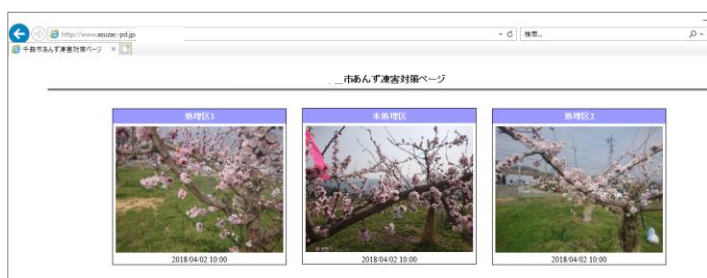 http://www.asuzac-pd.jp
検索...
千曲市あんず凍害対策ページ
市あんず凍害対策ページ
処理区1
未処理区
処理区2
2018/04/02 10:00
2018/04/02 10:00
2018/04/02 10:00